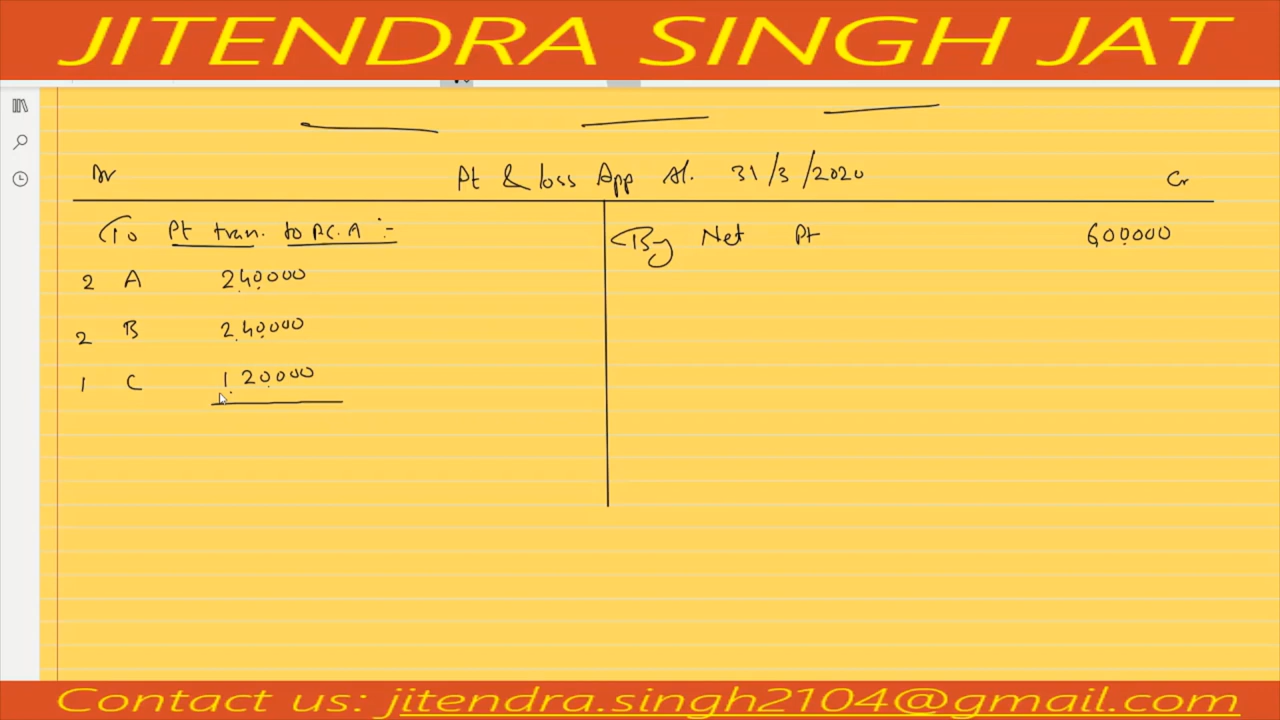 JITENDRA SINGH JAT
Dr Pt & loss App A/c. 31/3/2020 Cr
To Pt tran. to P.C. A :-
By Net Pt 600000
2 A 240000
2 B 240000
1 C 120000
Contact us: jitendra.singh2104@gmail.com